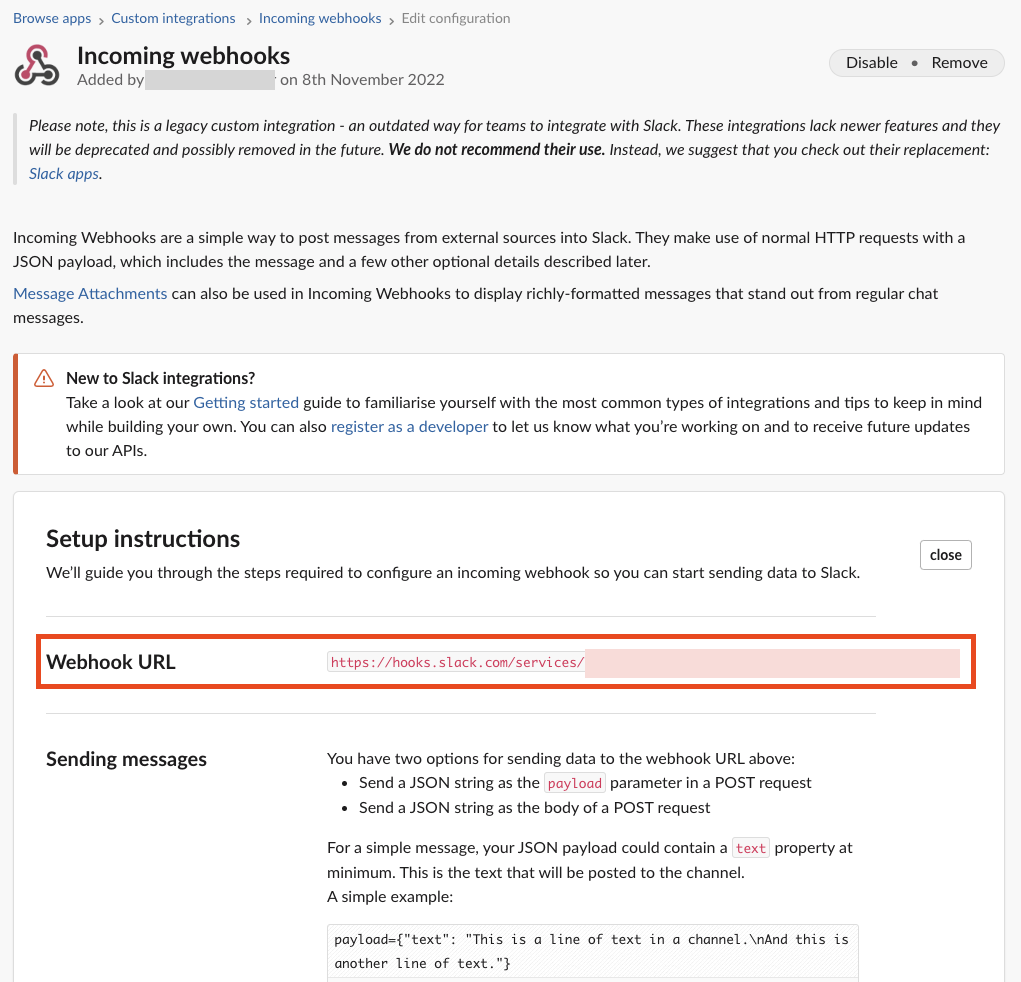 Browse apps › Custom integrations › Incoming webhooks › Edit configuration
Incoming webhooks
Added by on 8th November 2022
Disable • Remove
Please note, this is a legacy custom integration - an outdated way for teams to integrate with Slack. These integrations lack newer features and they
will be deprecated and possibly removed in the future. We do not recommend their use. Instead, we suggest that you check out their replacement:
Slack apps.
Incoming Webhooks are a simple way to post messages from external sources into Slack. They make use of normal HTTP requests with a
JSON payload, which includes the message and a few other optional details described later.
Message Attachments can also be used in Incoming Webhooks to display richly-formatted messages that stand out from regular chat
messages.
New to Slack integrations?
Take a look at our Getting started guide to familiarise yourself with the most common types of integrations and tips to keep in mind
while building your own. You can also register as a developer to let us know what you're working on and to receive future updates
to our APIs.
Setup instructions
close
We'll guide you through the steps required to configure an incoming webhook so you can start sending data to Slack.
Webhook URL
https://hooks.slack.com/services/
Sending messages
You have two options for sending data to the webhook URL above:
• Send a JSON string as the payload parameter in a POST request
• Send a JSON string as the body of a POST request
For a simple message, your JSON payload could contain a text property at
minimum. This is the text that will be posted to the channel.
A simple example:
payload={"text": "This is a line of text in a channel.\nAnd this is
another line of text."}